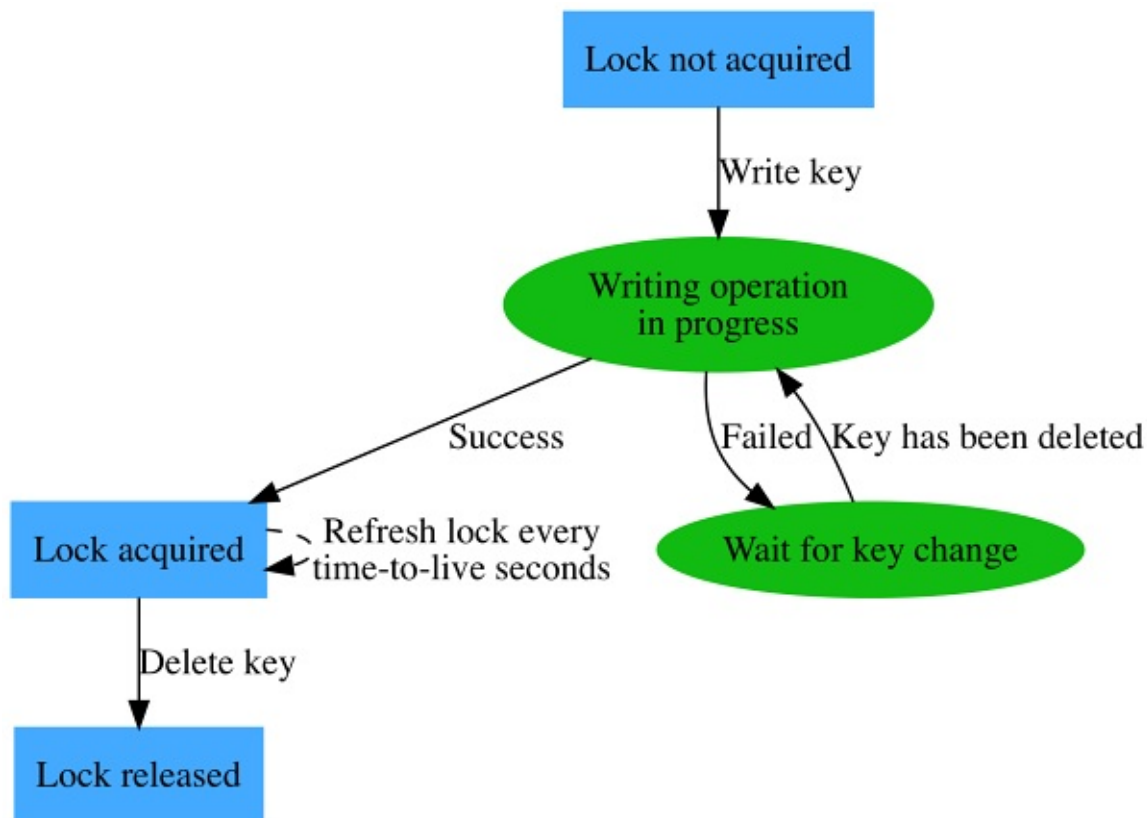 Lock not acquired
Write key
Writing operation
in progress
Success
Failed
Key has been deleted
Lock acquired
Refresh lock every
time-to-live seconds
Wait for key change
Delete key
Lock released